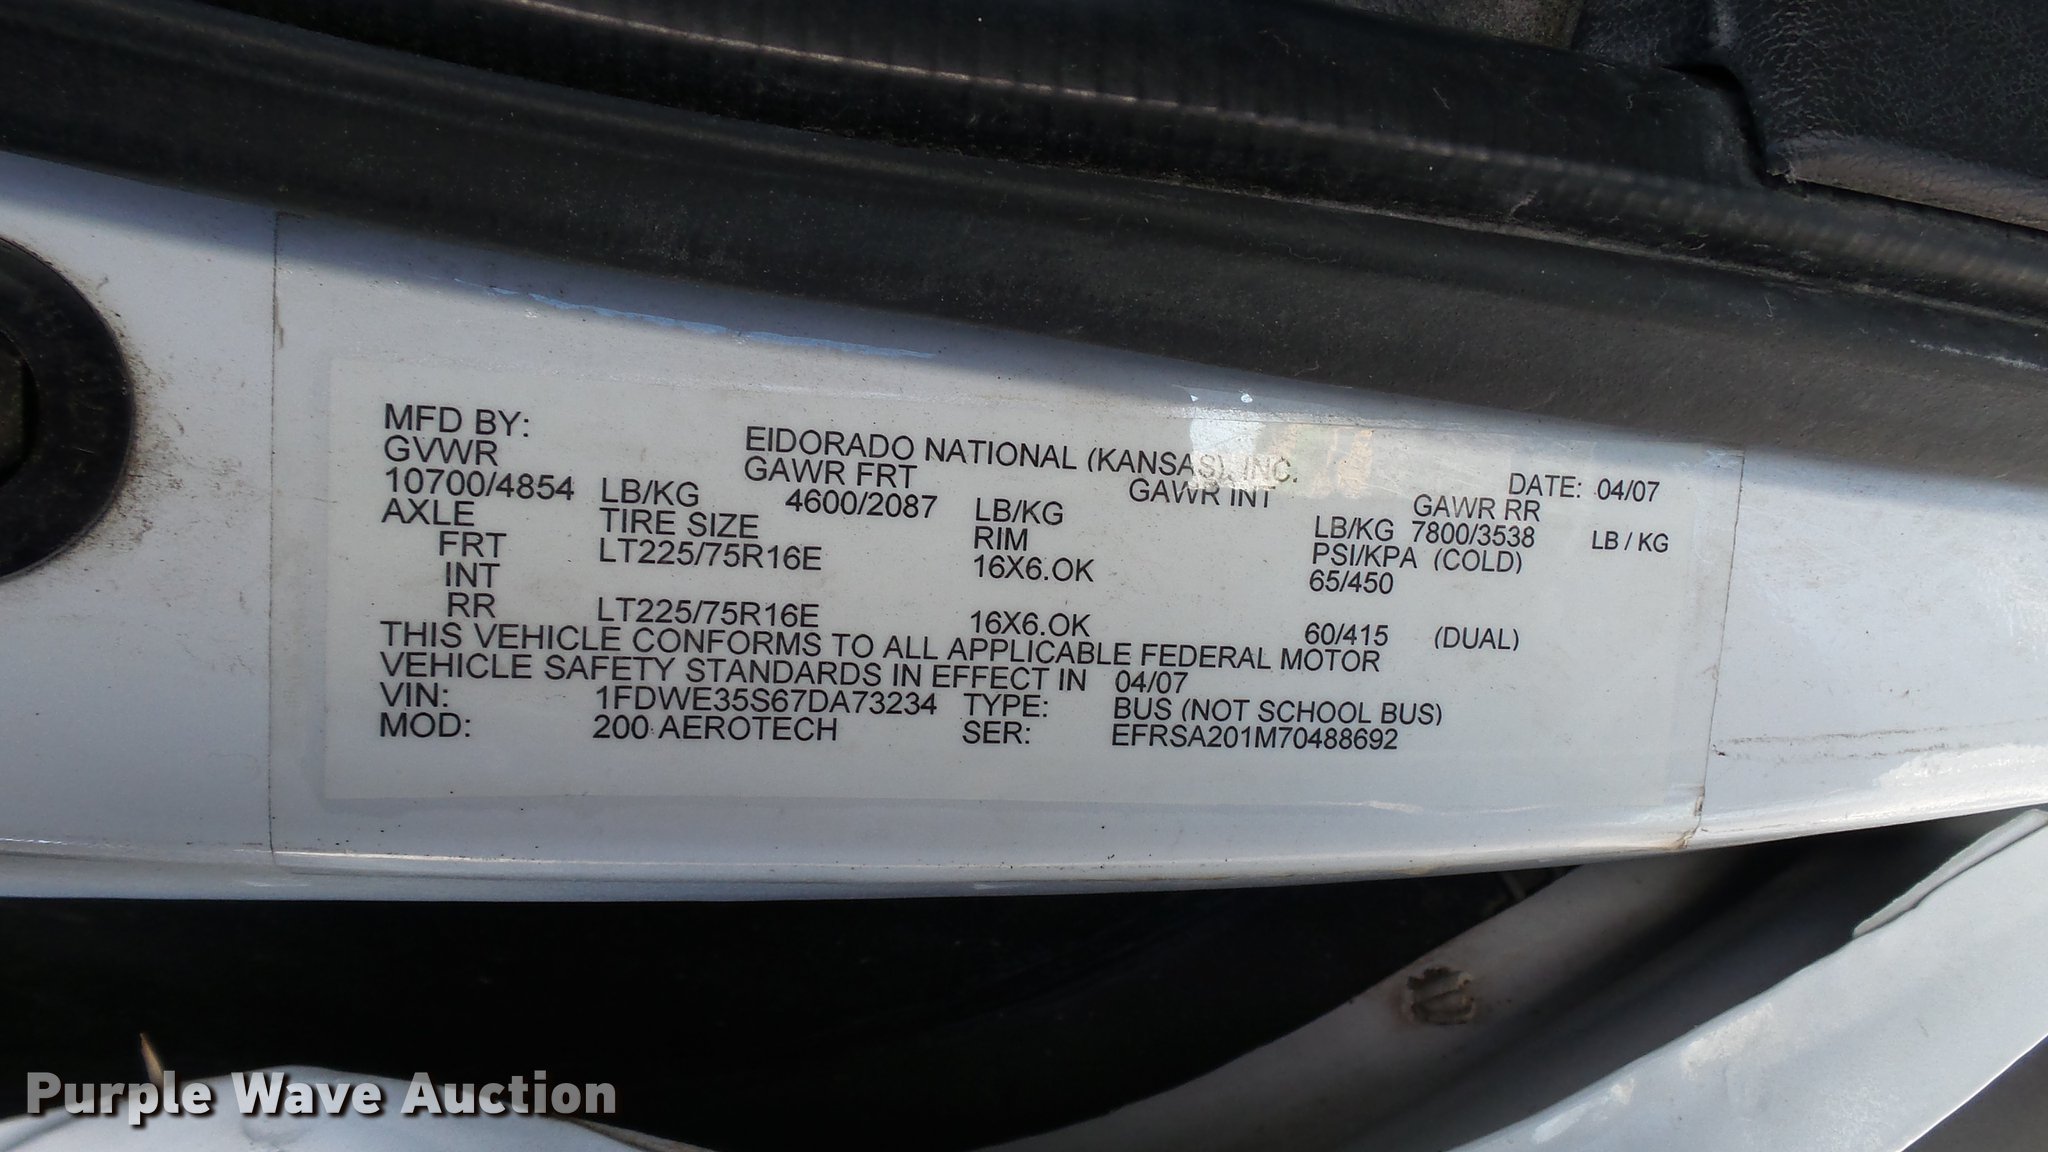 MFD BY: EIDORADO NATIONAL (KANSAS), INC. DATE: 04/07
GVWR GAWR FRT GAWR INT GAWR RR
10700/4854 LB/KG 4600/2087 LB/KG LB/KG 7800/3538 LB / KG
AXLE TIRE SIZE RIM PSI/KPA (COLD)
FRT LT225/75R16E 16X6.OK 65/450
INT
RR LT225/75R16E 16X6.OK 60/415 (DUAL)
THIS VEHICLE CONFORMS TO ALL APPLICABLE FEDERAL MOTOR
VEHICLE SAFETY STANDARDS IN EFFECT IN 04/07
VIN: 1FDWE35S67DA73234 TYPE: BUS (NOT SCHOOL BUS)
MOD: 200 AEROTECH SER: EFRSA201M70488692
Purple Wave Auction